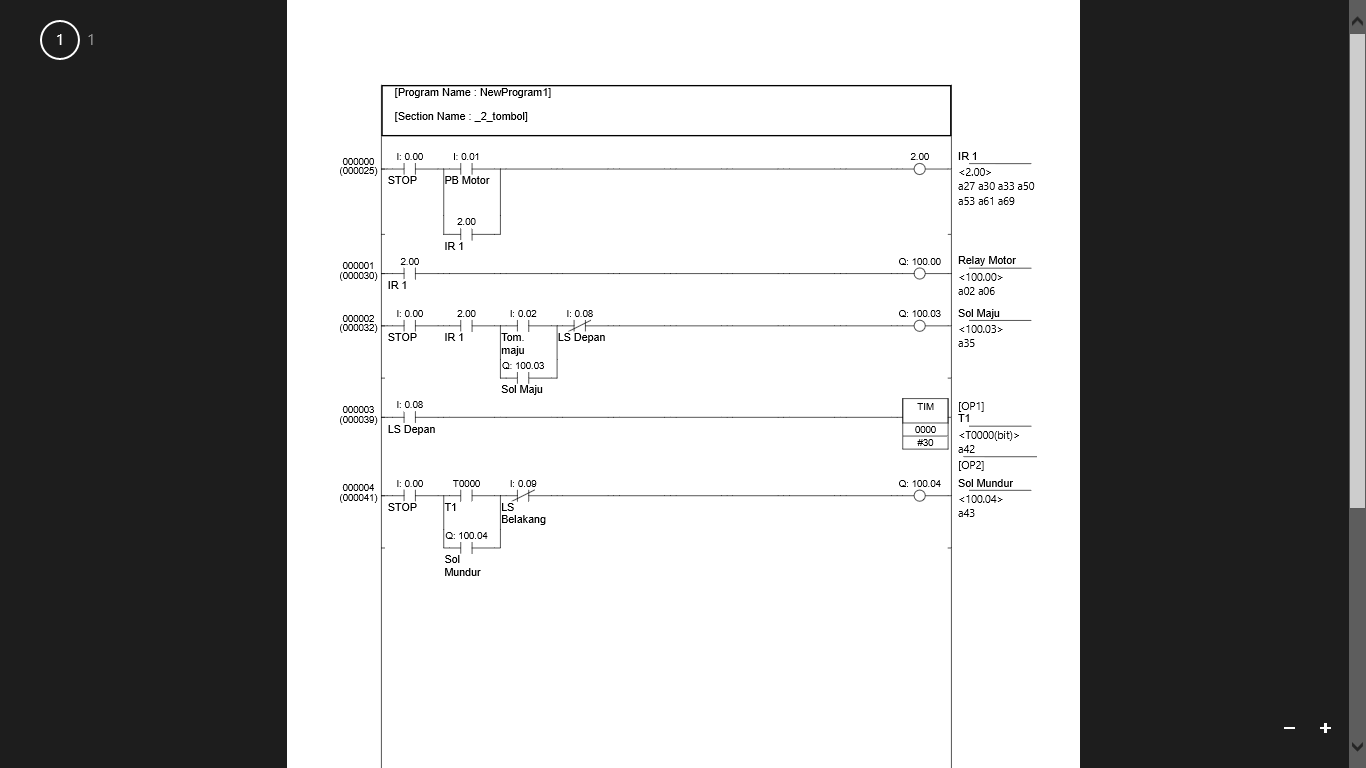 1 1
[Program Name : NewProgram1]
[Section Name : _2_tombol]
000000
(000025)
I: 0.00 I: 0.01 2.00 IR 1
STOP PB Motor <2.00>
a27 a30 a33 a50
a53 a61 a69
2.00
IR 1
000001
(000030)
2.00 Q: 100.00 Relay Motor
IR 1 <100.00>
a02 a06
000002
(000032)
I: 0.00 2.00 I: 0.02 I: 0.08 Q: 100.03 Sol Maju
STOP IR 1 Tom. LS Depan <100.03>
maju a35
Q: 100.03
Sol Maju
000003
(000039)
I: 0.08 TIM [OP1]
T1
LS Depan 0000 <T0000(bit)>
#30 a42
[OP2]
000004
(000041)
I: 0.00 T0000 I: 0.09 Q: 100.04 Sol Mundur
STOP T1 LS <100.04>
Belakang a43
Q: 100.04
Sol
Mundur